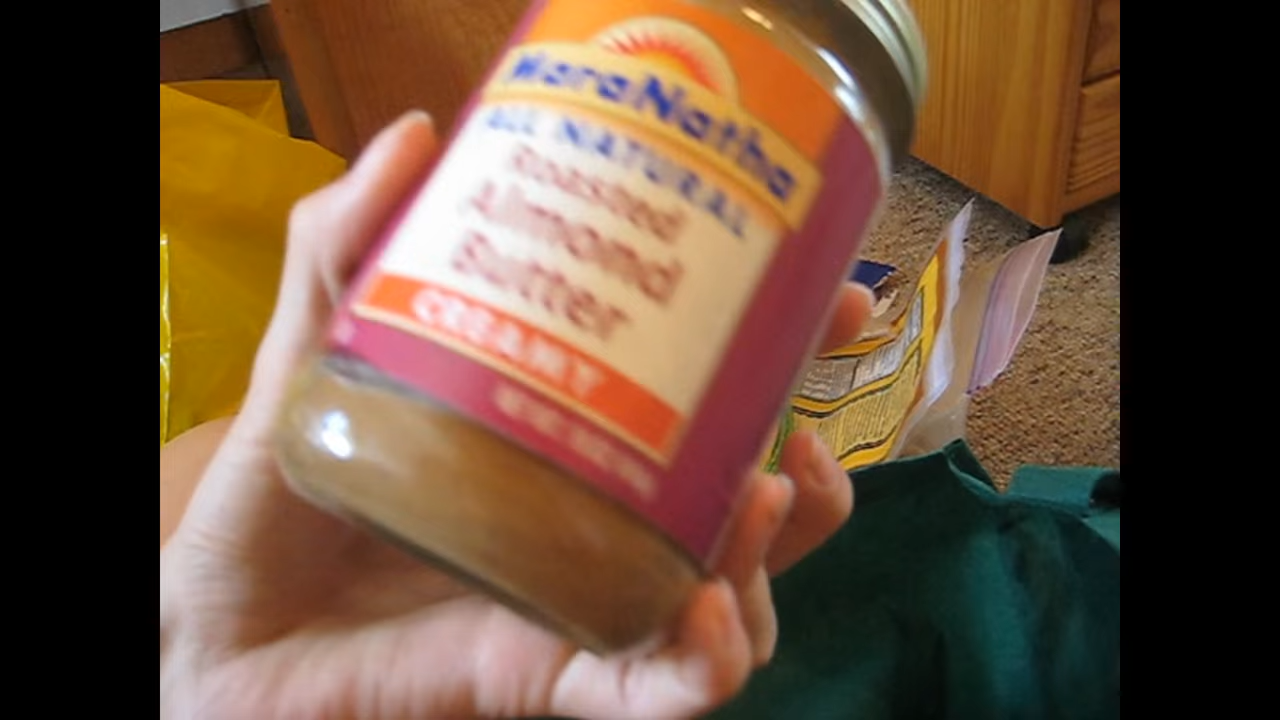 MaraNatha
ALL NATURAL
Roasted
Almond
Butter
CREAMY